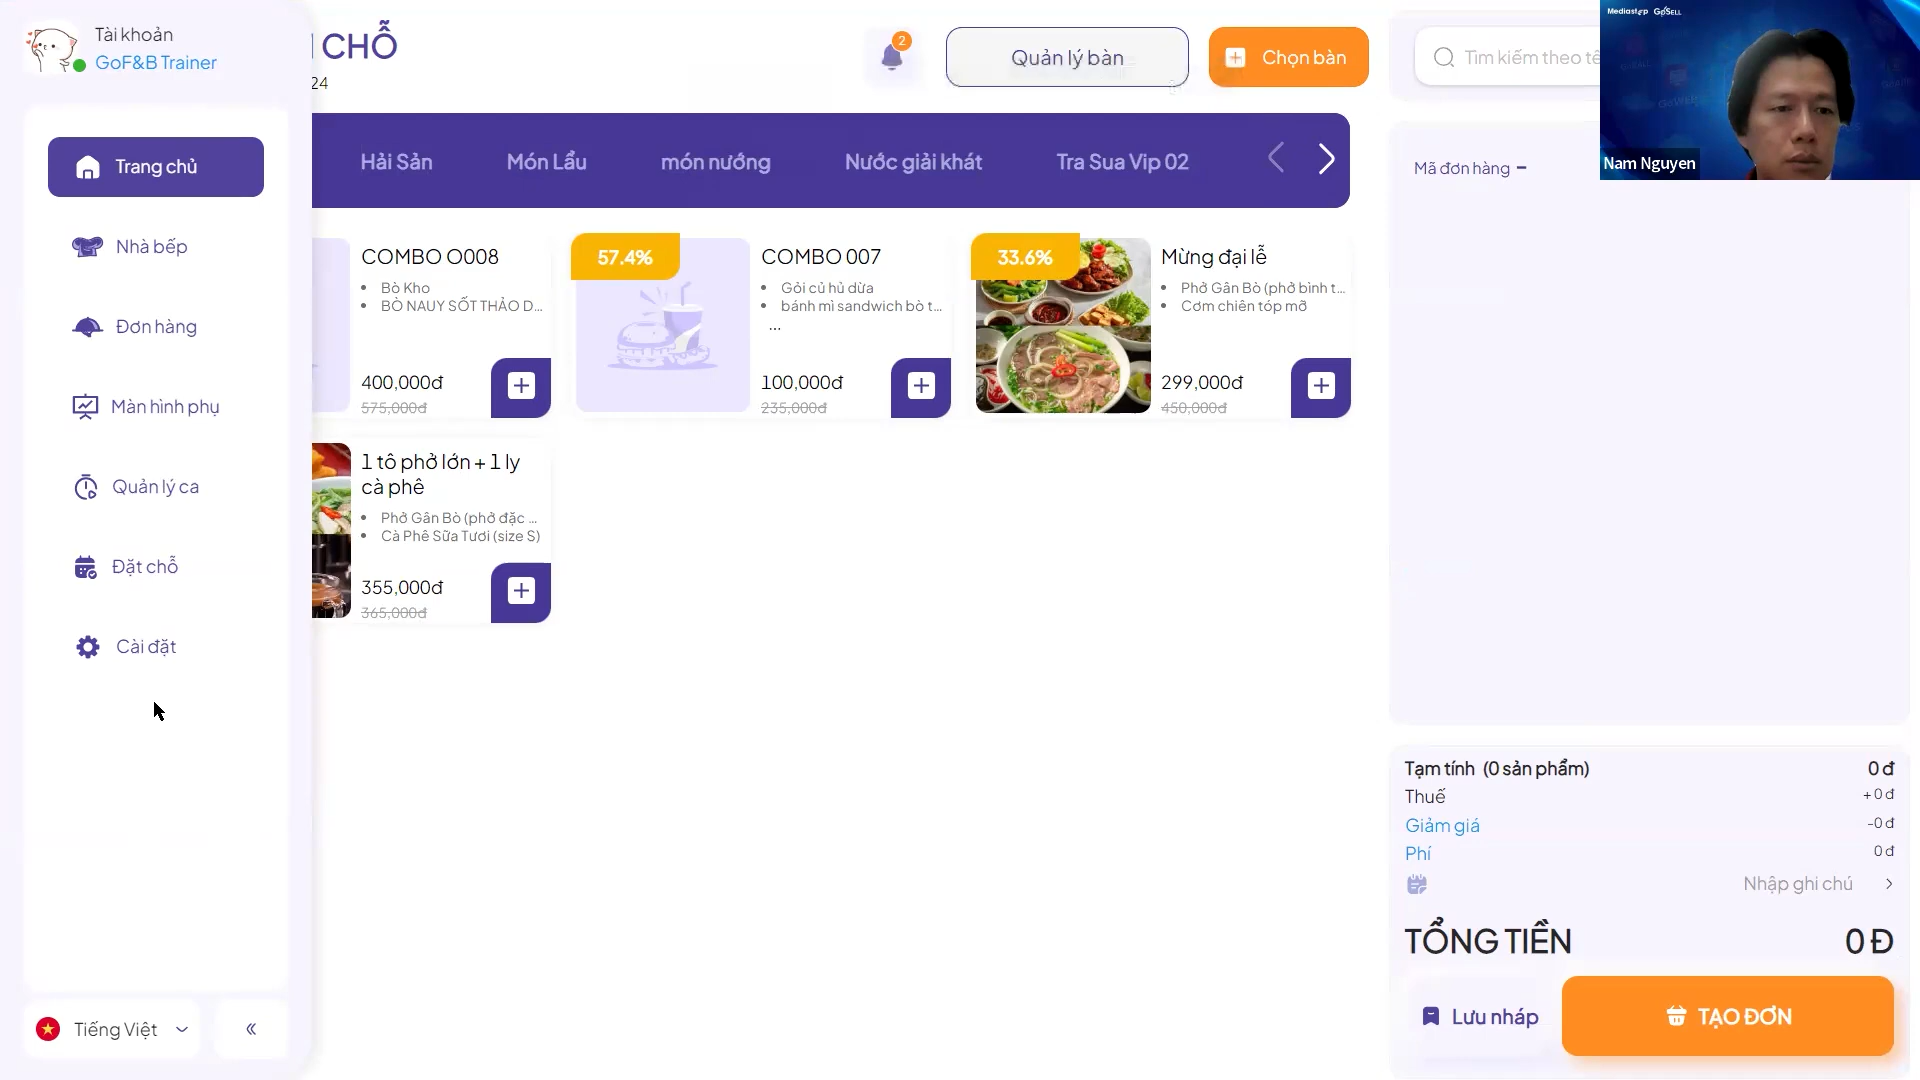 Tài khoản
GoF&B Trainer
Trang chủ
Nhà bếp
Đơn hàng
Màn hình phụ
Quản lý ca
Đặt chỗ
Cài đặt
Tiếng Việt
CHỖ
24
2
Quản lý bàn
Chọn bàn
Hải Sản
Món Lẩu
món nướng
Nước giải khát
Tra Sua Vip 02
COMBO O008
Bò Kho
BÒ NAUY SỐT THẢO D...
400,000đ
575,000đ
57.4%
COMBO 007
Gỏi củ hủ dừa
bánh mì sandwich bò t...
...
100,000đ
235,000đ
33.6%
Mừng đại lễ
Phở Gân Bò (phở bình t...
Cơm chiên tóp mỡ
299,000đ
450,000đ
1 tô phở lớn + 1 ly
cà phê
Phở Gân Bò (phở đặc ...
Cà Phê Sữa Tươi (size S)
355,000đ
365,000đ
Tìm kiếm theo tê
Mediastep GoSELL
Nam Nguyen
Mã đơn hàng –
Tạm tính (0 sản phẩm) 0 đ
Thuế +0 đ
Giảm giá -0 đ
Phí 0 đ
Nhập ghi chú
TỔNG TIỀN 0 Đ
Lưu nháp
TẠO ĐƠN